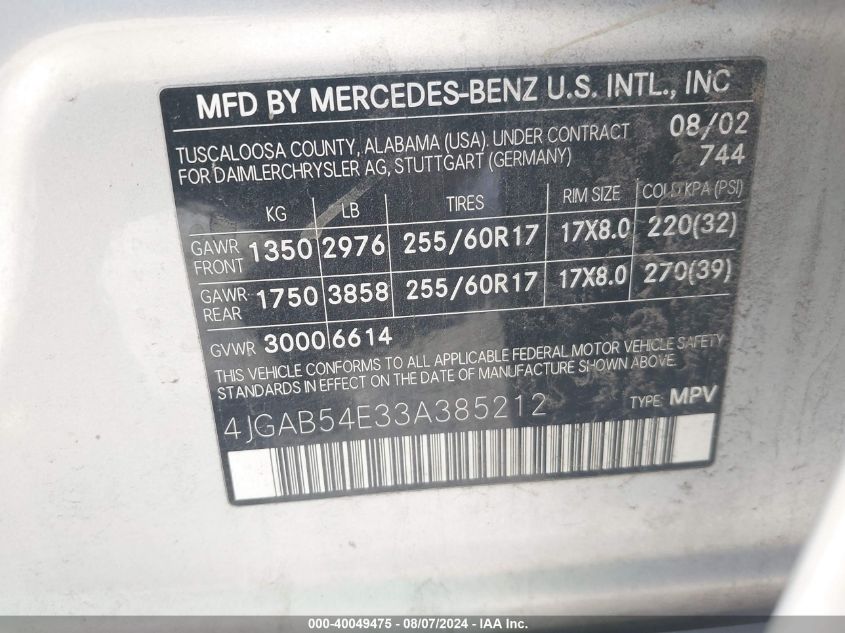 MFD BY MERCEDES-BENZ U.S. INTL., INC
TUSCALOOSA COUNTY, ALABAMA (USA). UNDER CONTRACT 08/02
FOR DAIMLERCHRYSLER AG, STUTTGART (GERMANY) 744
KG LB TIRES RIM SIZE COLD KPA (PSI)
GAWR FRONT 1350 2976 255/60R17 17X8.0 220(32)
GAWR REAR 1750 3858 255/60R17 17X8.0 270(39)
GVWR 3000 6614
THIS VEHICLE CONFORMS TO ALL APPLICABLE FEDERAL MOTOR VEHICLE SAFETY
STANDARDS IN EFFECT ON THE DATE OF MANUFACTURE SHOWN ABOVE.
4JGAB54E33A385212 TYPE: MPV
000-40049475 - 08/07/2024 - IAA Inc.